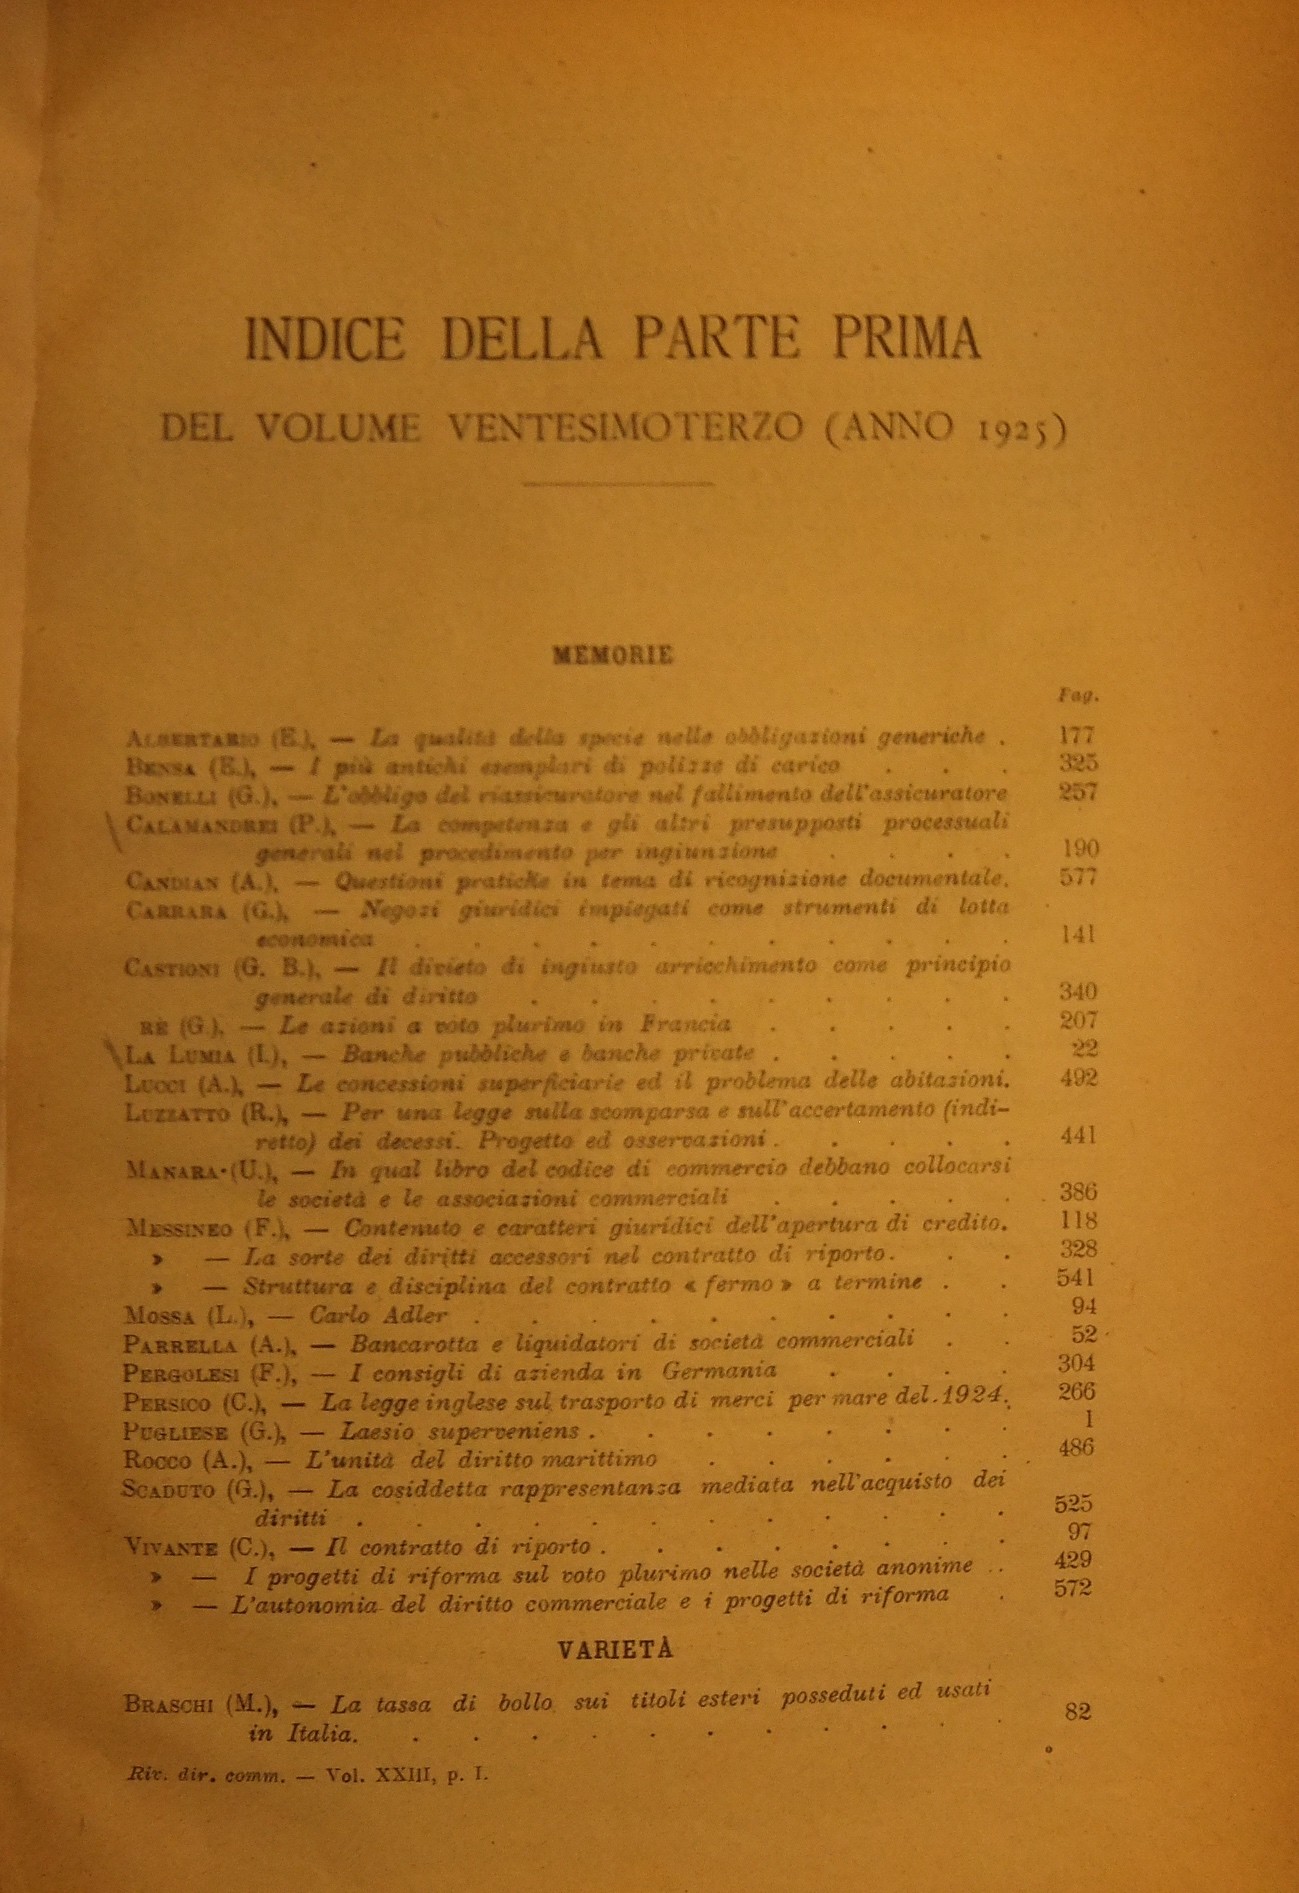 INDICE DELLA PARTE PRIMA
DEL VOLUME VENTESIMOTERZO (ANNO 1925)
MEMORIE
Pag.
ALBERTARIO (E.), — La qualità della specie nelle obbligazioni generiche . 177
BENSA (E.), — I più antichi esemplari di polizze di carico . . . 325
BONELLI (G.), — L'obbligo del riassicuratore nel fallimento dell'assicuratore 257
CALAMANDREI (P.), — La competenza e gli altri presupposti processuali
generali nel procedimento per ingiunzione . . . . 190
CANDIAN (A.), — Questioni pratiche in tema di ricognizione documentale. 577
CARRARA (G.), — Negozi giuridici impiegati come strumenti di lotta
economica . . . . . . . . . . . 141
CASTIONI (G. B.), — Il divieto di ingiusto arricchimento come principio
generale di diritto . . . . . . . . . 340
RE (G.), — Le azioni a voto plurimo in Francia . . . . . 207
LA LUMIA (I.), — Banche pubbliche e banche private . . . . . 22
LUCCI (A.), — Le concessioni superficiarie ed il problema delle abitazioni. 492
LUZZATTO (R.), — Per una legge sulla scomparsa e sull'accertamento (indi-
retto) dei decessi. Progetto ed osservazioni . . . . . 441
MANARA (U.), — In qual libro del codice di commercio debbano collocarsi
le società e le associazioni commerciali . . . . . 386
MESSINEO (F.), — Contenuto e caratteri giuridici dell'apertura di credito. 118
» — La sorte dei diritti accessori nel contratto di riporto . . . 328
» — Struttura e disciplina del contratto « fermo » a termine . . 541
MOSSA (L.), — Carlo Adler . . . . . . . . . . 94
PARRELLA (A.), — Bancarotta e liquidatori di società commerciali . . 52
PERGOLESI (F.), — I consigli di azienda in Germania . . . . 304
PERSICO (C.), — La legge inglese sul trasporto di merci per mare del 1924. 266
PUGLIESE (G.), — Laesio superveniens . . . . . . . . 1
ROCCO (A.), — L'unità del diritto marittimo . . . . . . 486
SCADUTO (G.), — La cosiddetta rappresentanza mediata nell'acquisto dei
diritti . . . . . . . . . . . . 525
VIVANTE (C.), — Il contratto di riporto . . . . . . . . 97
» — I progetti di riforma sul voto plurimo nelle società anonime . . 429
» — L'autonomia del diritto commerciale e i progetti di riforma . 572
VARIETÀ
BRASCHI (M.), — La tassa di bollo sui titoli esteri posseduti ed usati
in Italia. . . . . . . . . . . . 82
Riv. dir. comm. — Vol. XXIII, p. I.